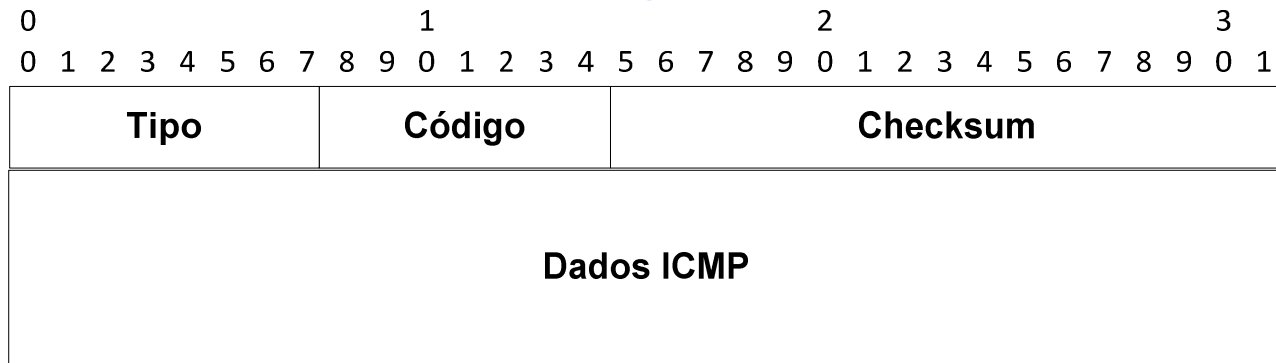 0 1 2 3
0 1 2 3 4 5 6 7 8 9 0 1 2 3 4 5 6 7 8 9 0 1 2 3 4 5 6 7 8 9 0 1
Tipo Código Checksum
Dados ICMP